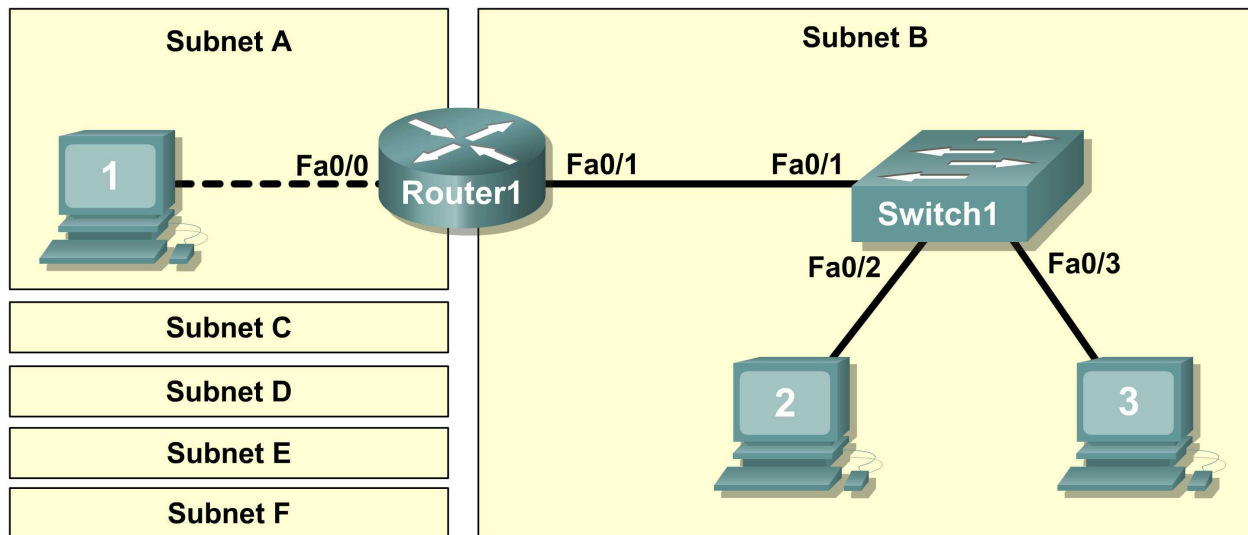 Subnet A
Subnet B
1
Fa0/0
Router1
Fa0/1
Fa0/1
Switch1
Fa0/2
Fa0/3
Subnet C
Subnet D
Subnet E
Subnet F
2
3